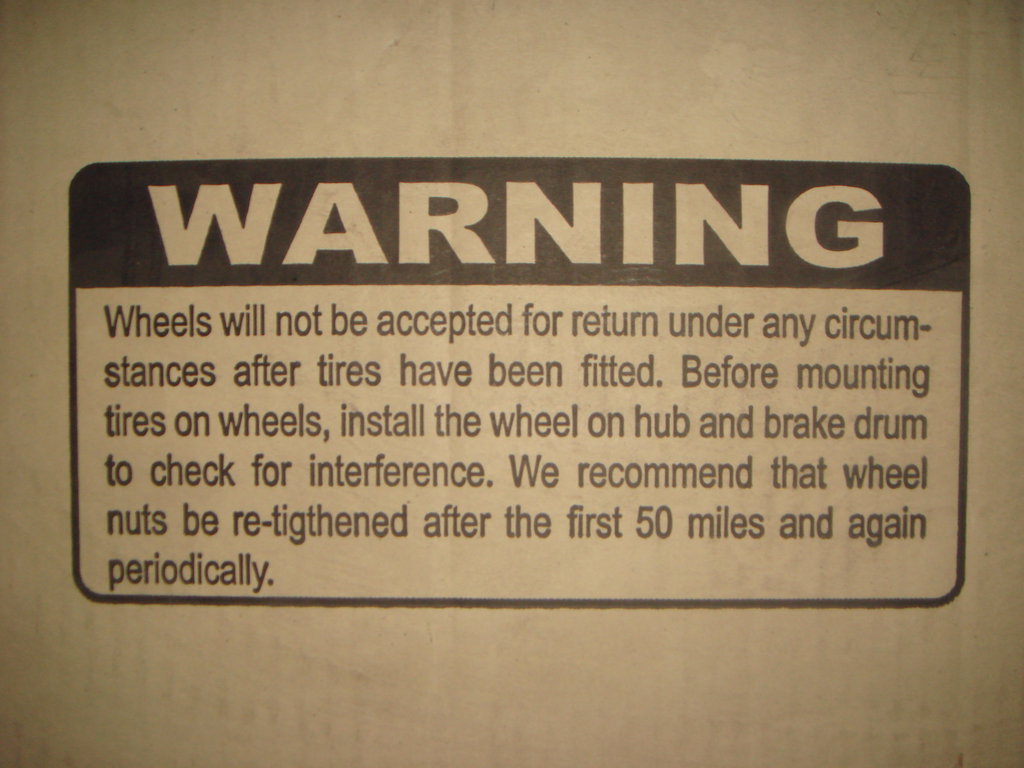 WARNING
Wheels will not be accepted for return under any circum-
stances after tires have been fitted. Before mounting
tires on wheels, install the wheel on hub and brake drum
to check for interference. We recommend that wheel
nuts be re-tigthened after the first 50 miles and again
periodically.